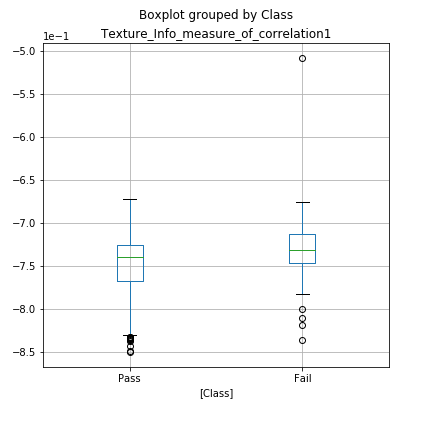 Boxplot grouped by Class
Texture_Info_measure_of_correlation1
1e−1
−5.0
−5.5
−6.0
−6.5
−7.0
−7.5
−8.0
−8.5
Pass Fail
[Class]